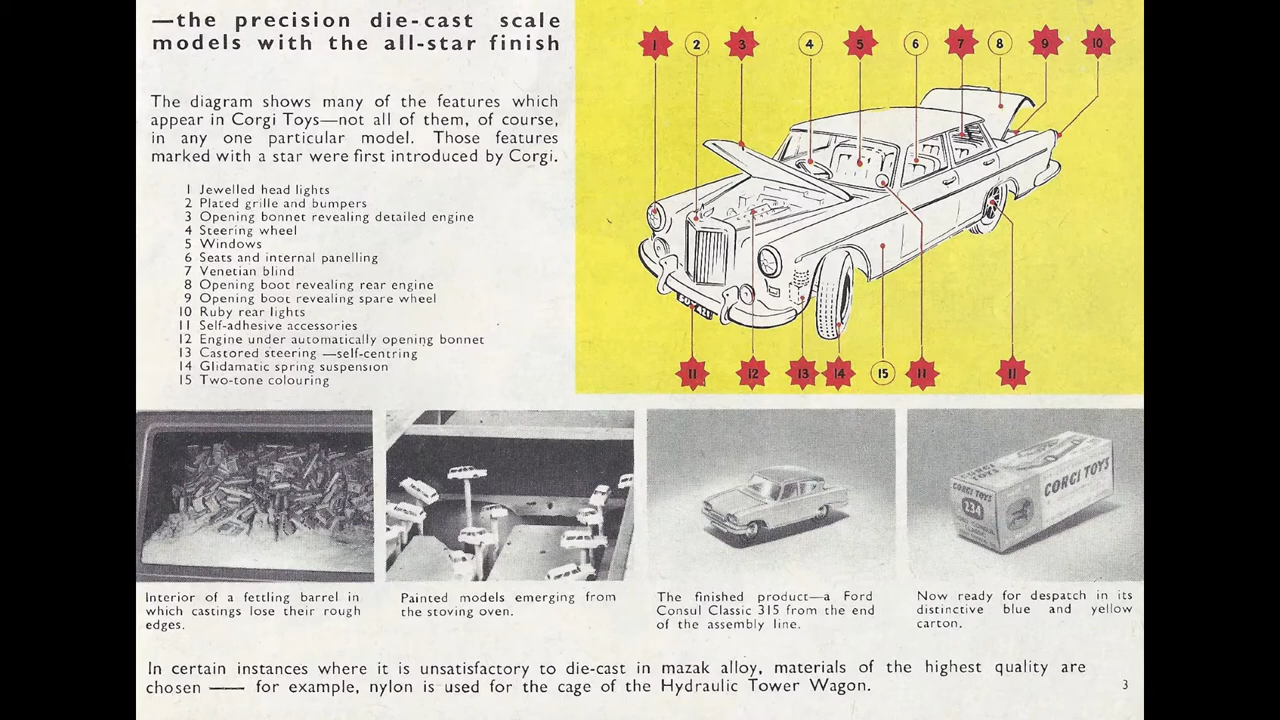 —the precision die-cast scale
models with the all-star finish
The diagram shows many of the features which
appear in Corgi Toys—not all of them, of course,
in any one particular model. Those features
marked with a star were first introduced by Corgi.
1 Jewelled head lights
2 Placed grille and bumpers
3 Opening bonnet revealing detailed engine
4 Steering wheel
5 Windows
6 Seats and internal panelling
7 Venetian blind
8 Opening boot revealing rear engine
9 Opening boot revealing spare wheel
10 Ruby rear lights
11 Self-adhesive accessories
12 Engine under automatically opening bonnet
13 Castored steering —self-centring
14 Glidamatic spring suspension
15 Two-tone colouring
1 2 3 4 5 6 7 8 9 10
11 12 13 14 15 11 11
CORGI TOYS
CORGI TOYS
234
CORGI TOYS
Interior of a fettling barrel in
which castings lose their rough
edges.
Painted models emerging from
the stoving oven.
The finished product—a Ford
Consul Classic 315 from the end
of the assembly line.
Now ready for despatch in its
distinctive blue and yellow
carton.
In certain instances where it is unsatisfactory to die-cast in mazak alloy, materials of the highest quality are
chosen —— for example, nylon is used for the cage of the Hydraulic Tower Wagon.
3